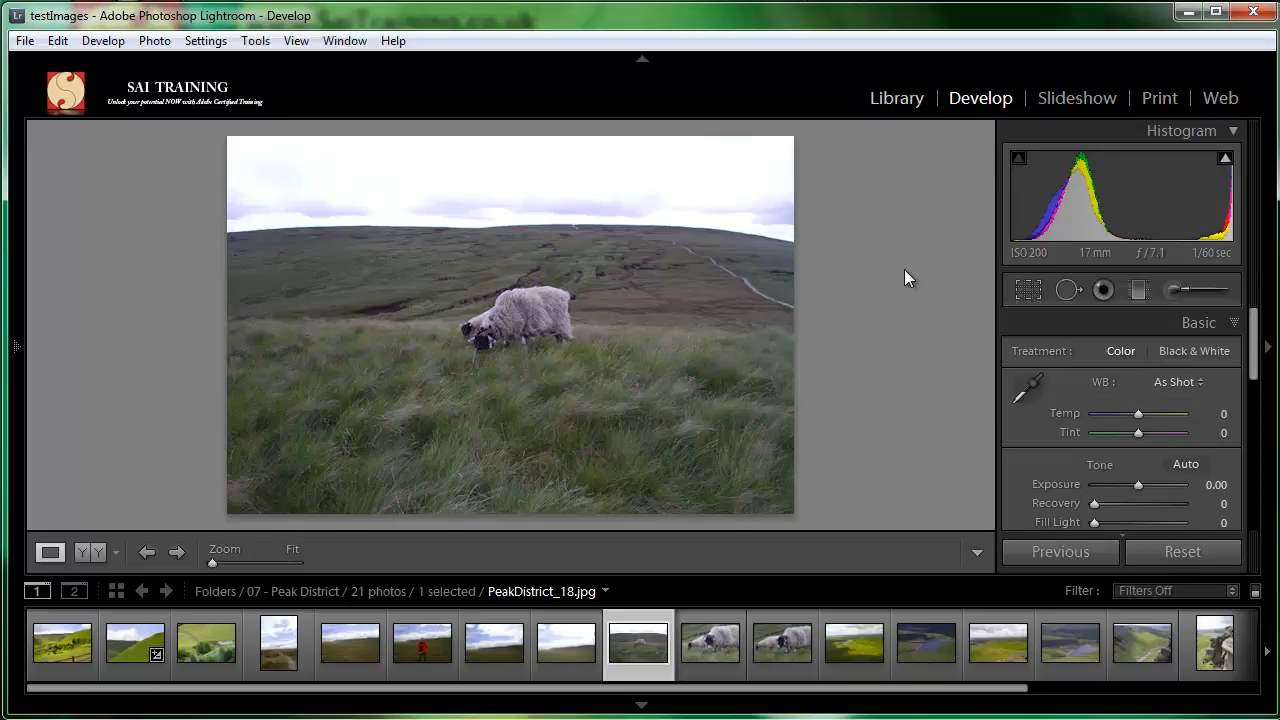 testImages - Adobe Photoshop Lightroom - Develop
File Edit Develop Photo Settings Tools View Window Help
SAI TRAINING
Unlock your potential NOW with Adobe Certified Training
Library | Develop | Slideshow | Print | Web
Histogram
ISO 200 17 mm f / 7.1 1/60 sec
Basic
Treatment : Color | Black & White
WB : As Shot
Temp 0
Tint 0
Tone Auto
Exposure 0.00
Recovery 0
Fill Light 0
Previous Reset
YY Zoom Fit
1 2 Folders / 07 - Peak District / 21 photos / 1 selected / PeakDistrict_18.jpg Filter : Filters Off